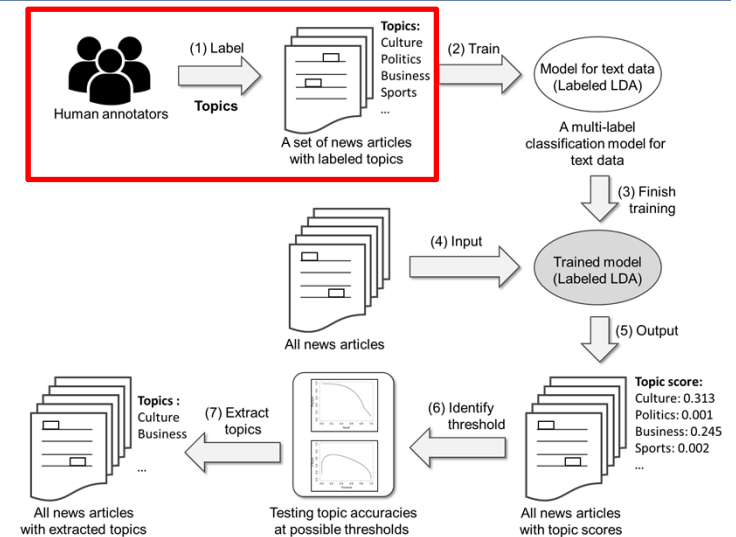 (1) Label
Topics
Human annotators
Topics:
Culture
Politics
Business
Sports
...
A set of news articles
with labeled topics
(2) Train
Model for text data
(Labeled LDA)
A multi-label
classification model for
text data
(3) Finish
training
(4) Input
All news articles
Trained model
(Labeled LDA)
(5) Output
Topic score:
Culture: 0.313
Politics: 0.001
Business: 0.245
Sports: 0.002
...
All news articles
with topic scores
(6) Identify
threshold
Testing topic accuracies
at possible thresholds
(7) Extract
topics
Topics :
Culture
Business
...
All news articles
with extracted topics